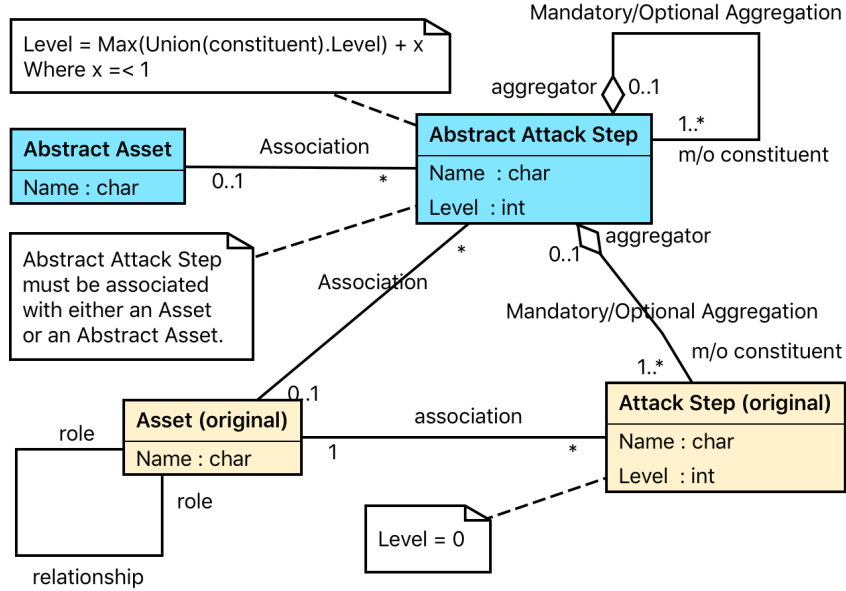 Mandatory/Optional Aggregation
Level = Max(Union(constituent).Level) + x
Where x =< 1
aggregator
0..1
1..*
m/o constituent
Abstract Attack Step
Name : char
Level : int
Abstract Asset
Name : char
Association
0..1
*
Abstract Attack Step
must be associated
with either an Asset
or an Abstract Asset.
*
Association
0..1
aggregator
0..1
Mandatory/Optional Aggregation
m/o constituent
1..*
Asset (original)
Name : char
association
1
*
Attack Step (original)
Name : char
Level : int
role
role
relationship
Level = 0